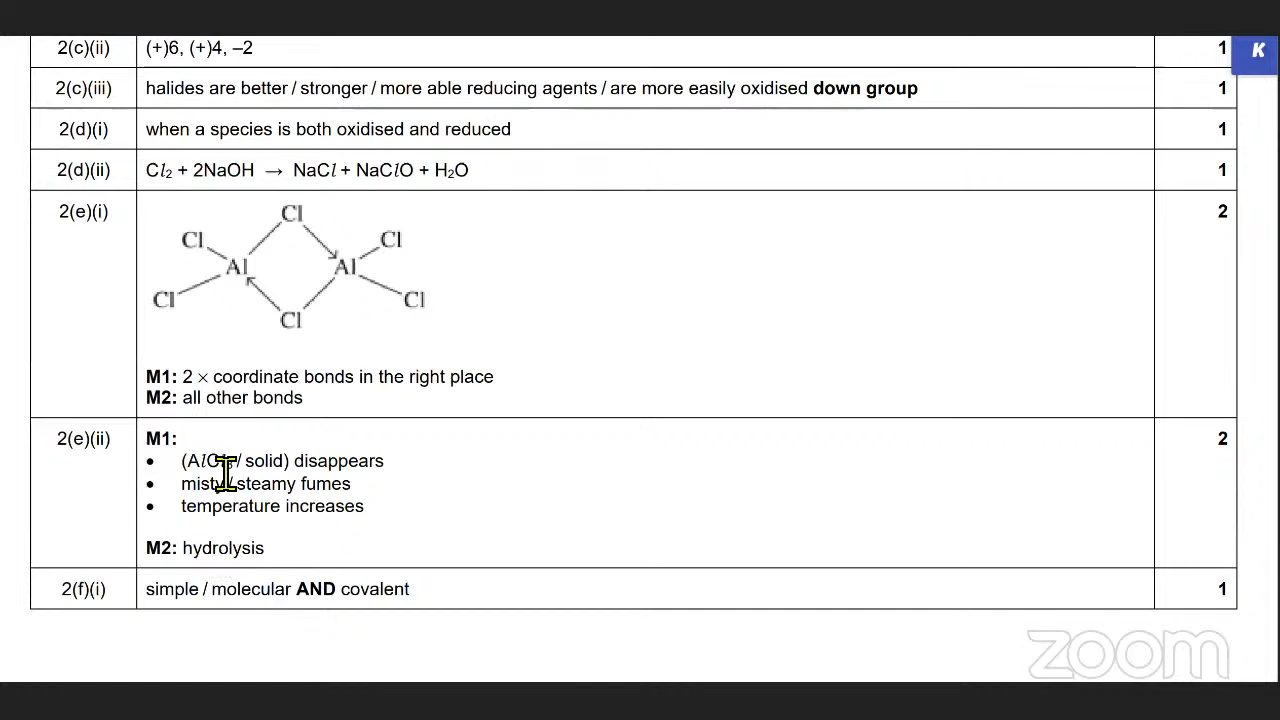 2(c)(ii) (+)6, (+)4, –2 1
K
2(c)(iii) halides are better / stronger / more able reducing agents / are more easily oxidised down group 1
2(d)(i) when a species is both oxidised and reduced 1
2(d)(ii) Cl₂ + 2NaOH → NaCl + NaClO + H₂O 1
2(e)(i) 2
Cl
Cl Cl
Al Al
Cl Cl
Cl
M1: 2 × coordinate bonds in the right place
M2: all other bonds
2(e)(ii) M1: 2
• / solid) disappears
• misty / steamy fumes
• temperature increases
M2: hydrolysis
2(f)(i) simple / molecular AND covalent 1
zoom